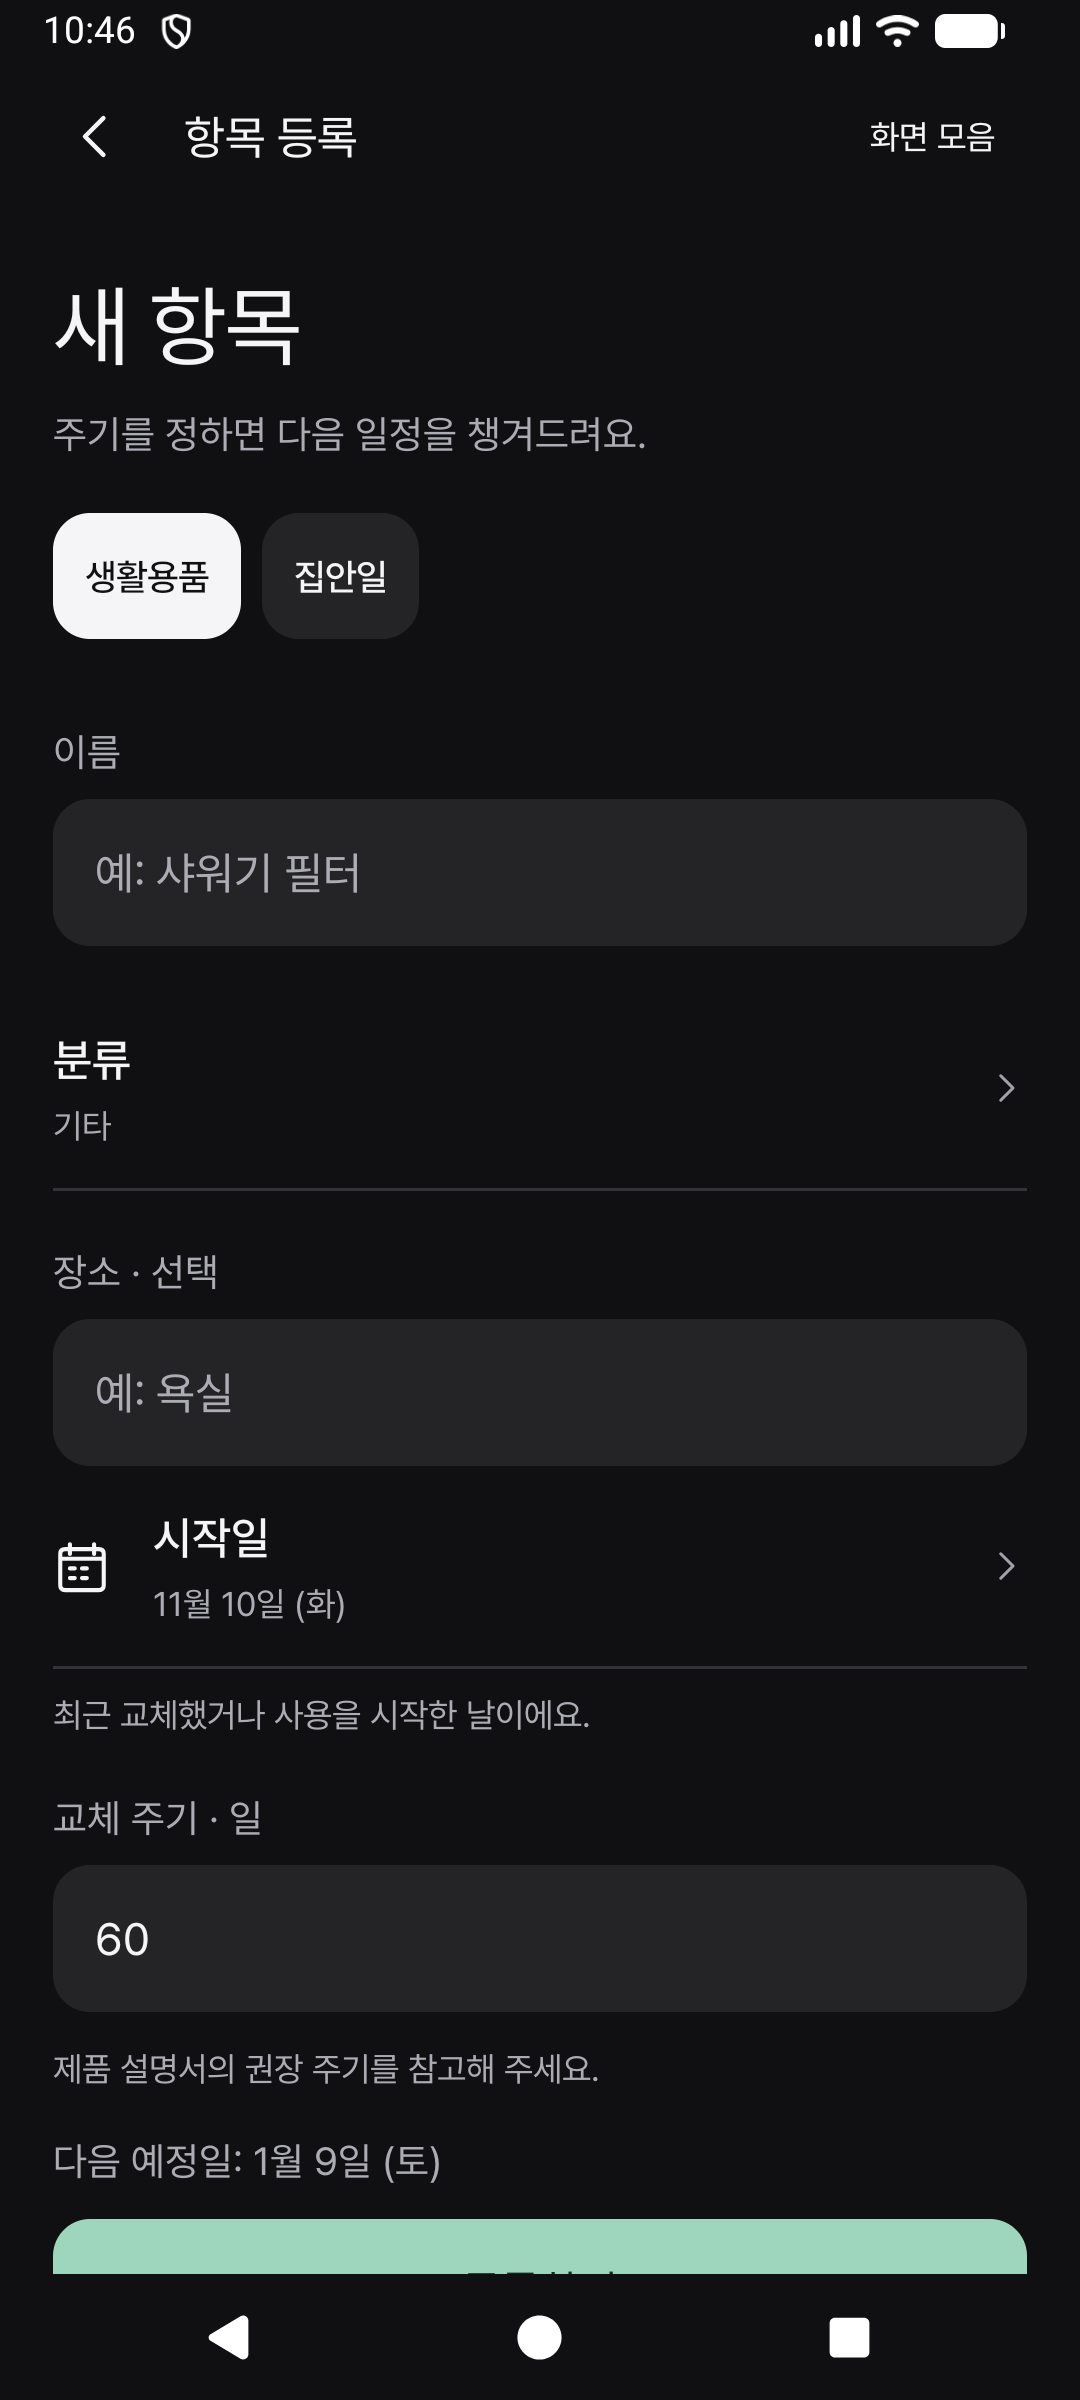 10:46
항목 등록
화면 모음
새 항목
주기를 정하면 다음 일정을 챙겨드려요.
생활용품
집안일
이름
예: 샤워기 필터
분류
기타
장소 · 선택
예: 욕실
시작일
11월 10일 (화)
최근 교체했거나 사용을 시작한 날이에요.
교체 주기 · 일
60
제품 설명서의 권장 주기를 참고해 주세요.
다음 예정일: 1월 9일 (토)